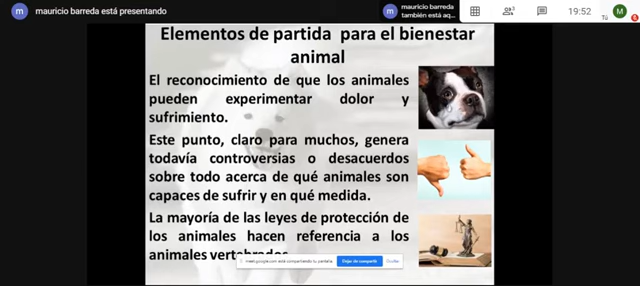 m mauricio barreda está presentando
m mauricio barreda
también está aq...
3
19:52
Tú
M
Elementos de partida para el bienestar
animal
El reconocimiento de que los animales
pueden experimentar dolor y
sufrimiento.
Este punto, claro para muchos, genera
todavía controversias o desacuerdos
sobre todo acerca de qué animales son
capaces de sufrir y en qué medida.
La mayoría de las leyes de protección de
los animales hacen referencia a los
animales vertebrados
meet.google.com está compartiendo tu pantalla. Dejar de compartir Ocultar